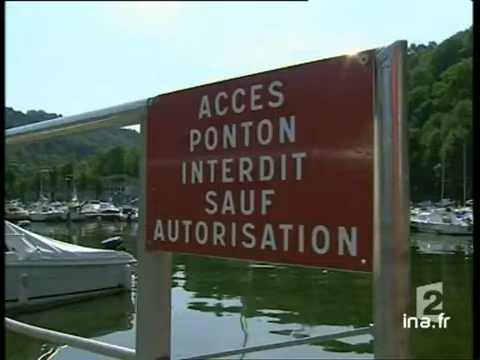 ACCES
PONTON
INTERDIT
SAUF
AUTORISATION
2
ina.fr